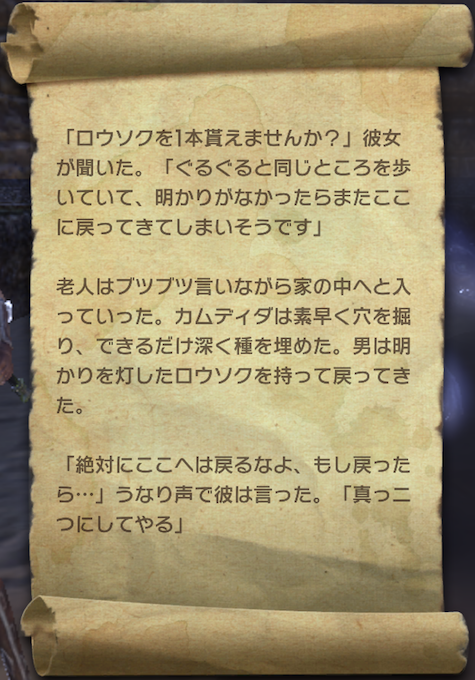 「ロウソクを1本貰えませんか？」彼女
が聞いた。「ぐるぐると同じところを歩
いていて、明かりがなかったらまたここ
に戻ってきてしまいそうです」
老人はブツブツ言いながら家の中へと入
っていった。カムディダは素早く穴を掘
り、できるだけ深く種を埋めた。男は明
かりを灯したロウソクを持って戻ってき
た。
「絶対にここへは戻るなよ、もし戻った
ら…」うなり声で彼は言った。「真っ二
つにしてやる」